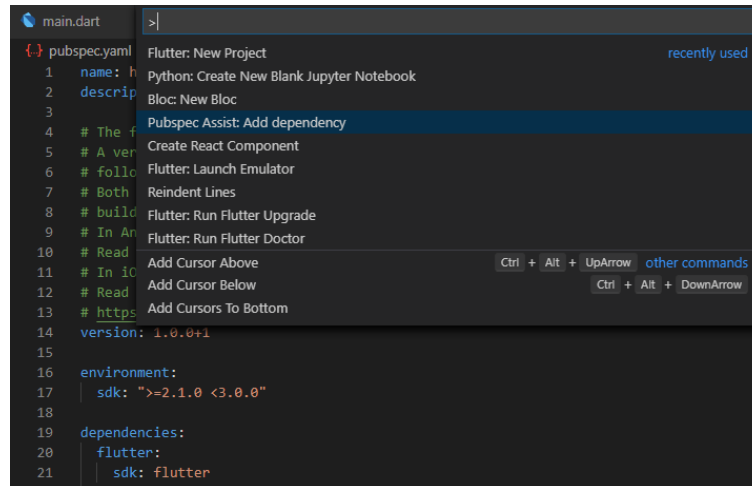 main.dart
>
{..} pubspec.yaml
Flutter: New Project recently used
Python: Create New Blank Jupyter Notebook
Bloc: New Bloc
Pubspec Assist: Add dependency
Create React Component
Flutter: Launch Emulator
Reindent Lines
Flutter: Run Flutter Upgrade
Flutter: Run Flutter Doctor
Add Cursor Above Ctrl + Alt + UpArrow other commands
Add Cursor Below Ctrl + Alt + DownArrow
Add Cursors To Bottom
1 name: h
2 descrip
3
4 # The f
5 # A ver
6 # follo
7 # Both
8 # build
9 # In An
10 # Read
11 # In iO
12 # Read
13 # https
14 version: 1.0.0+1
15
16 environment:
17 sdk: ">=2.1.0 <3.0.0"
18
19 dependencies:
20 flutter:
21 sdk: flutter